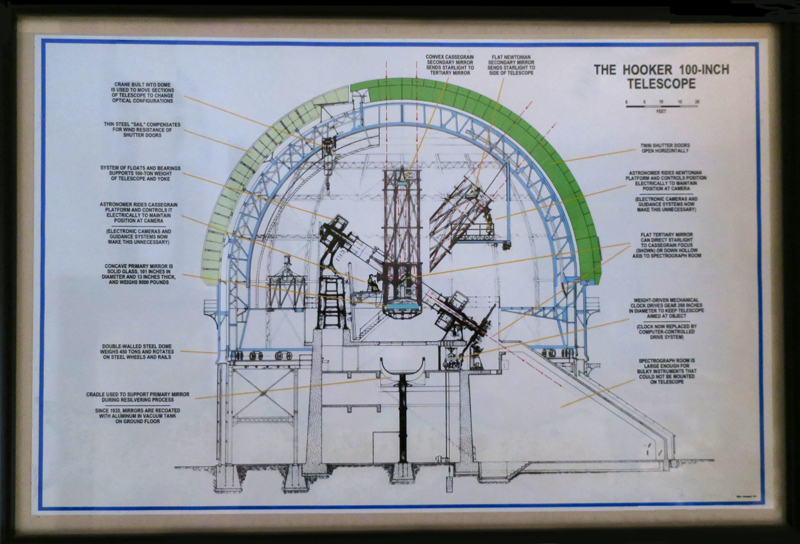 THE HOOKER 100-INCH
TELESCOPE
0 5 10 15 20
FEET
CONVEX CASSEGRAIN
SECONDARY MIRROR
SENDS STARLIGHT TO
TERTIARY MIRROR
FLAT NEWTONIAN
SECONDARY MIRROR
SENDS STARLIGHT TO
SIDE OF TELESCOPE
CRANE BUILT INTO DOME
IS USED TO MOVE SECTIONS
OF TELESCOPE TO CHANGE
OPTICAL CONFIGURATIONS
THIN STEEL "SAIL" COMPENSATES
FOR WIND RESISTANCE OF
SHUTTER DOORS
SYSTEM OF FLOATS AND BEARINGS
SUPPORTS 100-TON WEIGHT
OF TELESCOPE AND YOKE
ASTRONOMER RIDES CASSEGRAIN
PLATFORM AND CONTROLS IT
ELECTRICALLY TO MAINTAIN
POSITION AT CAMERA
(ELECTRONIC CAMERAS AND
GUIDANCE SYSTEMS NOW
MAKE THIS UNNECESSARY)
CONCAVE PRIMARY MIRROR IS
SOLID GLASS, 101 INCHES IN
DIAMETER AND 13 INCHES THICK,
AND WEIGHS 9000 POUNDS
DOUBLE-WALLED STEEL DOME
WEIGHS 450 TONS AND ROTATES
ON STEEL WHEELS AND RAILS
CRADLE USED TO SUPPORT PRIMARY MIRROR
DURING RESILVERING PROCESS
SINCE 1935, MIRRORS ARE RECOATED
WITH ALUMINUM IN VACUUM TANK
ON GROUND FLOOR
TWIN SHUTTER DOORS
OPEN HORIZONTALLY
ASTRONOMER RIDES NEWTONIAN
PLATFORM AND CONTROLS POSITION
ELECTRICALLY TO MAINTAIN
POSITION AT CAMERA
(ELECTRONIC CAMERAS AND
GUIDANCE SYSTEMS NOW
MAKE THIS UNNECESSARY)
FLAT TERTIARY MIRROR
CAN DIRECT STARLIGHT
TO CASSEGRAIN FOCUS
(SHOWN) OR DOWN HOLLOW
AXIS TO SPECTROGRAPH ROOM
WEIGHT-DRIVEN MECHANICAL
CLOCK DRIVES GEAR 208 INCHES
IN DIAMETER TO KEEP TELESCOPE
AIMED AT OBJECT
(CLOCK NOW REPLACED BY
COMPUTER-CONTROLLED
DRIVE SYSTEM)
SPECTROGRAPH ROOM IS
LARGE ENOUGH FOR
BULKY INSTRUMENTS THAT
COULD NOT BE MOUNTED
ON TELESCOPE